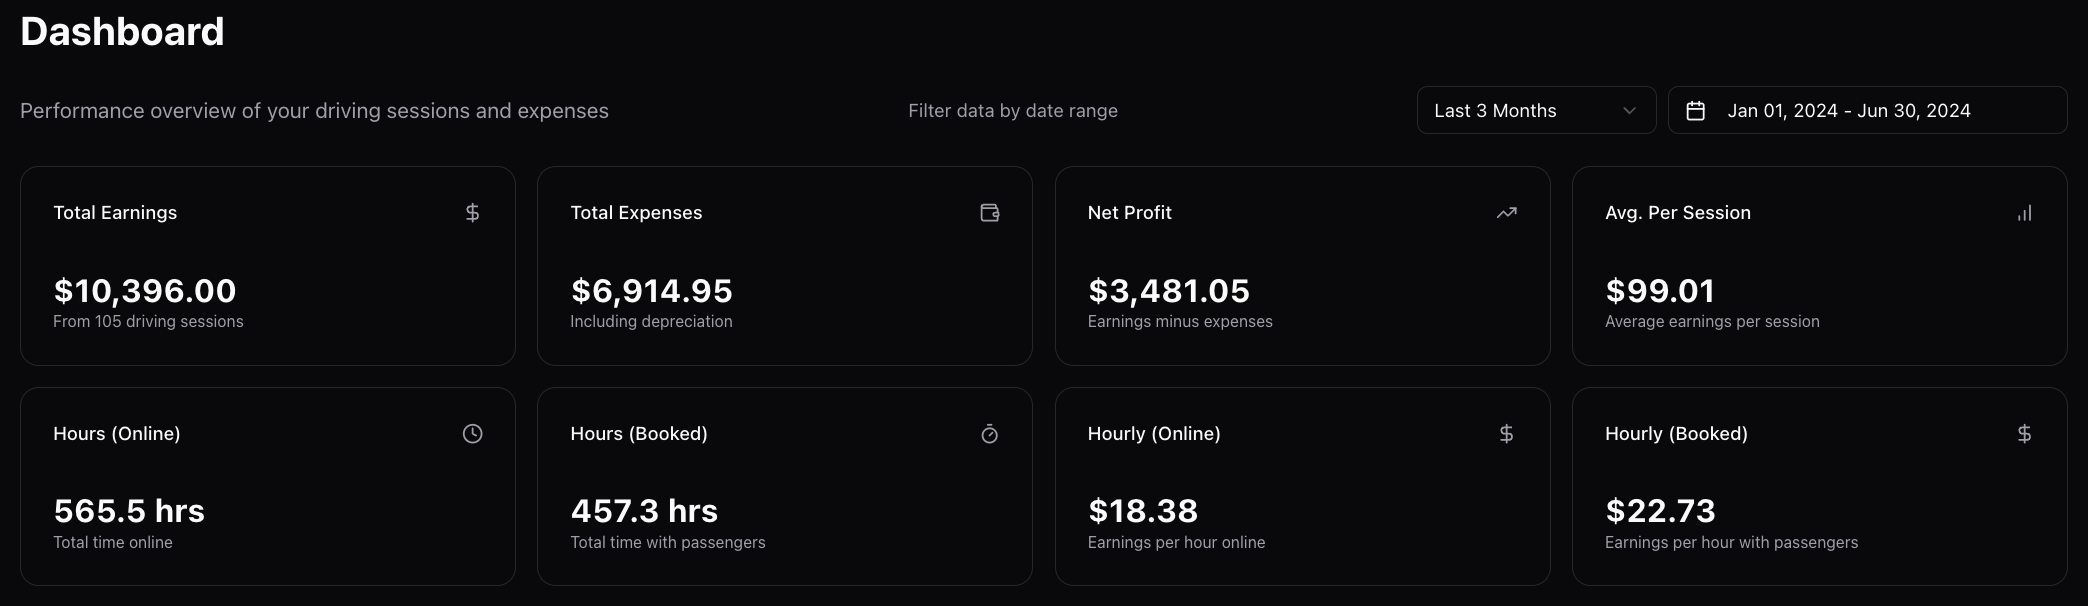 Dashboard
Performance overview of your driving sessions and expenses
Filter data by date range
Last 3 Months
Jan 01, 2024 - Jun 30, 2024
Total Earnings
$10,396.00
From 105 driving sessions
Total Expenses
$6,914.95
Including depreciation
Net Profit
$3,481.05
Earnings minus expenses
Avg. Per Session
$99.01
Average earnings per session
Hours (Online)
565.5 hrs
Total time online
Hours (Booked)
457.3 hrs
Total time with passengers
Hourly (Online)
$18.38
Earnings per hour online
Hourly (Booked)
$22.73
Earnings per hour with passengers